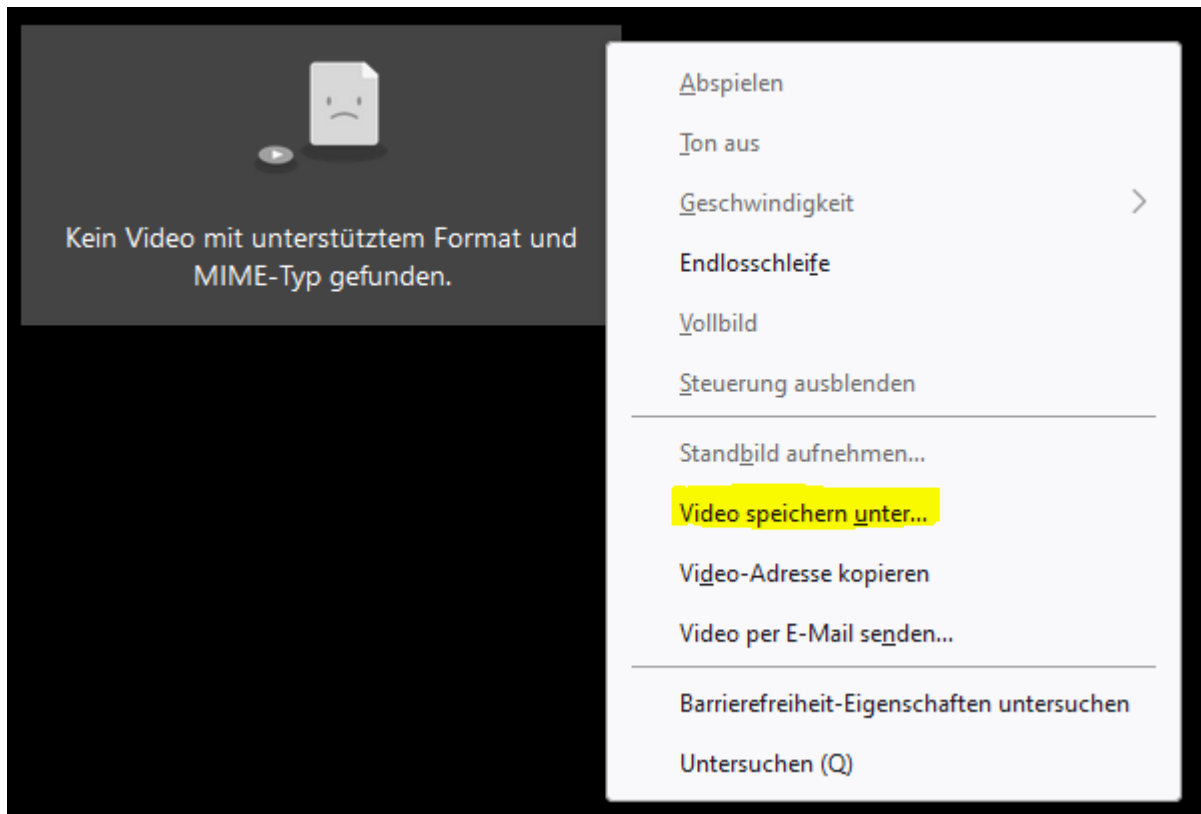 Kein Video mit unterstütztem Format und
MIME-Typ gefunden.
Abspielen
Ton aus
Geschwindigkeit
Endlosschleife
Vollbild
Steuerung ausblenden
Standbild aufnehmen...
Video speichern unter...
Video-Adresse kopieren
Video per E-Mail senden...
Barrierefreiheit-Eigenschaften untersuchen
Untersuchen (Q)